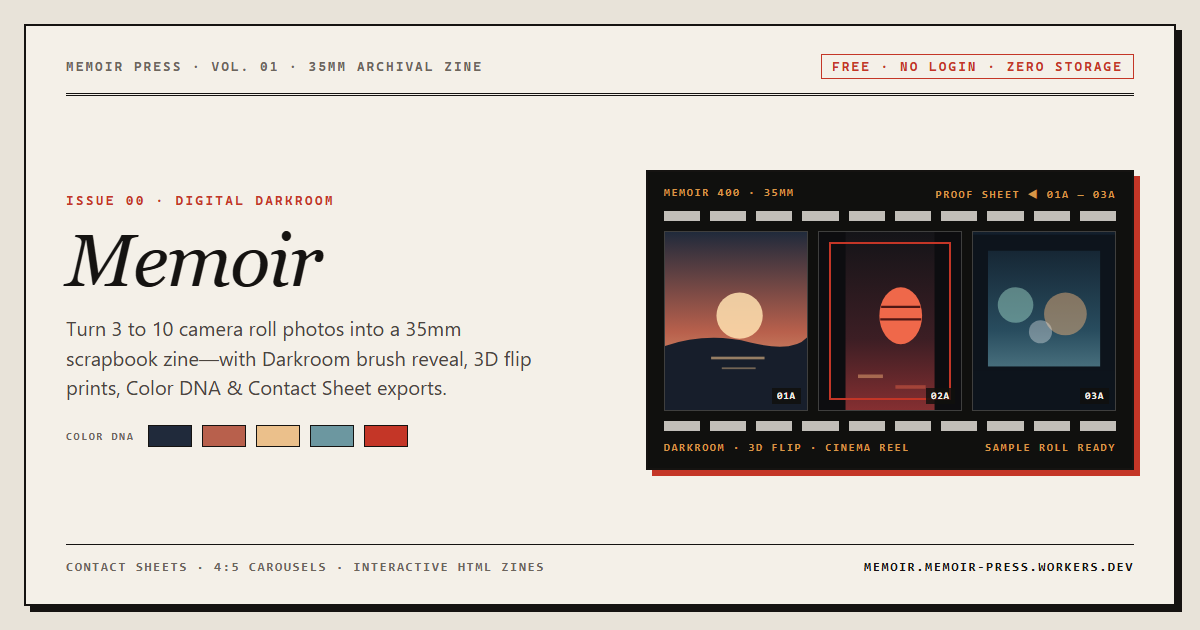 MEMOIR PRESS · VOL. 01 · 35MM ARCHIVAL ZINE
FREE · NO LOGIN · ZERO STORAGE
ISSUE 00 · DIGITAL DARKROOM
Memoir
Turn 3 to 10 camera roll photos into a 35mm
scrapbook zine—with Darkroom brush reveal, 3D flip
prints, Color DNA & Contact Sheet exports.
COLOR DNA
MEMOIR 400 · 35MM
PROOF SHEET ◀ 01A — 03A
01A
02A
03A
DARKROOM · 3D FLIP · CINEMA REEL
SAMPLE ROLL READY
CONTACT SHEETS · 4:5 CAROUSELS · INTERACTIVE HTML ZINES
MEMOIR.MEMOIR-PRESS.WORKERS.DEV